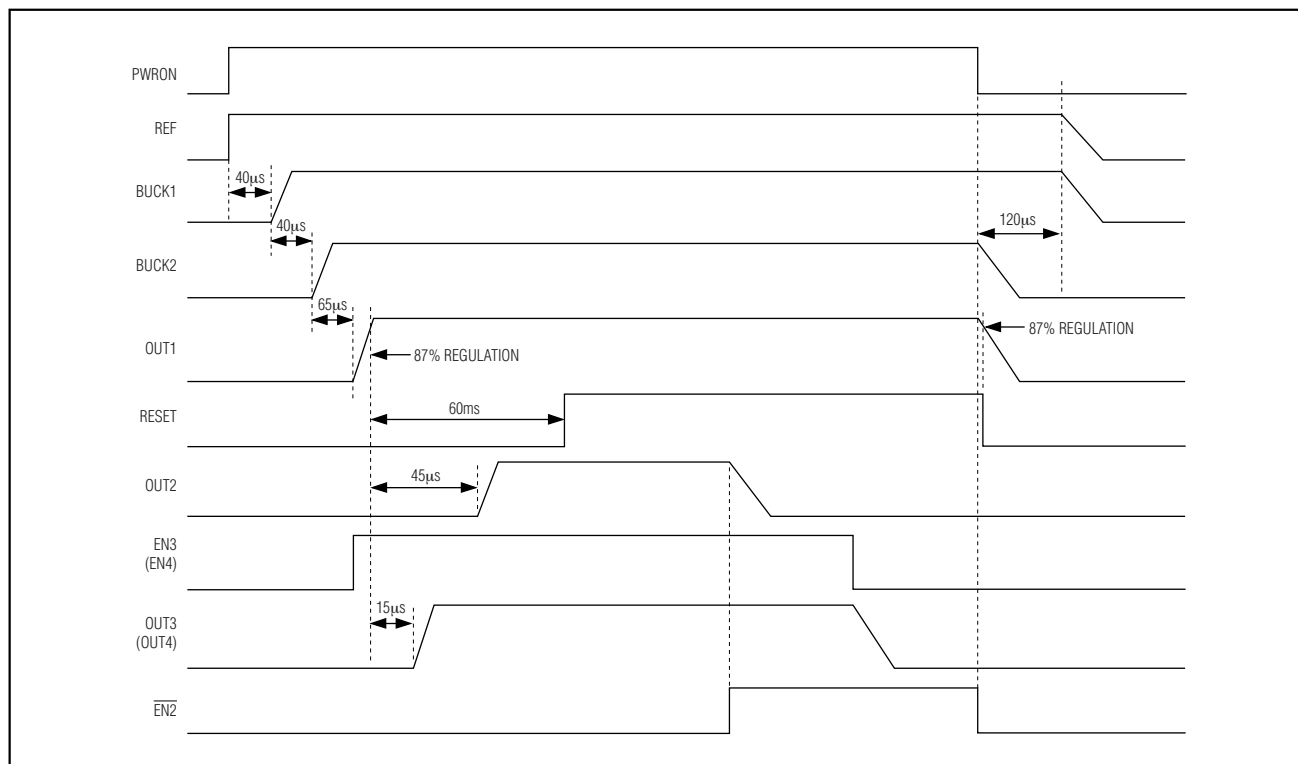 PWRON
REF
BUCK1
40μs
40μs
120μs
BUCK2
65μs
OUT1
87% REGULATION
87% REGULATION
RESET
60ms
OUT2
45μs
EN3
(EN4)
15μs
OUT3
(OUT4)
EN2